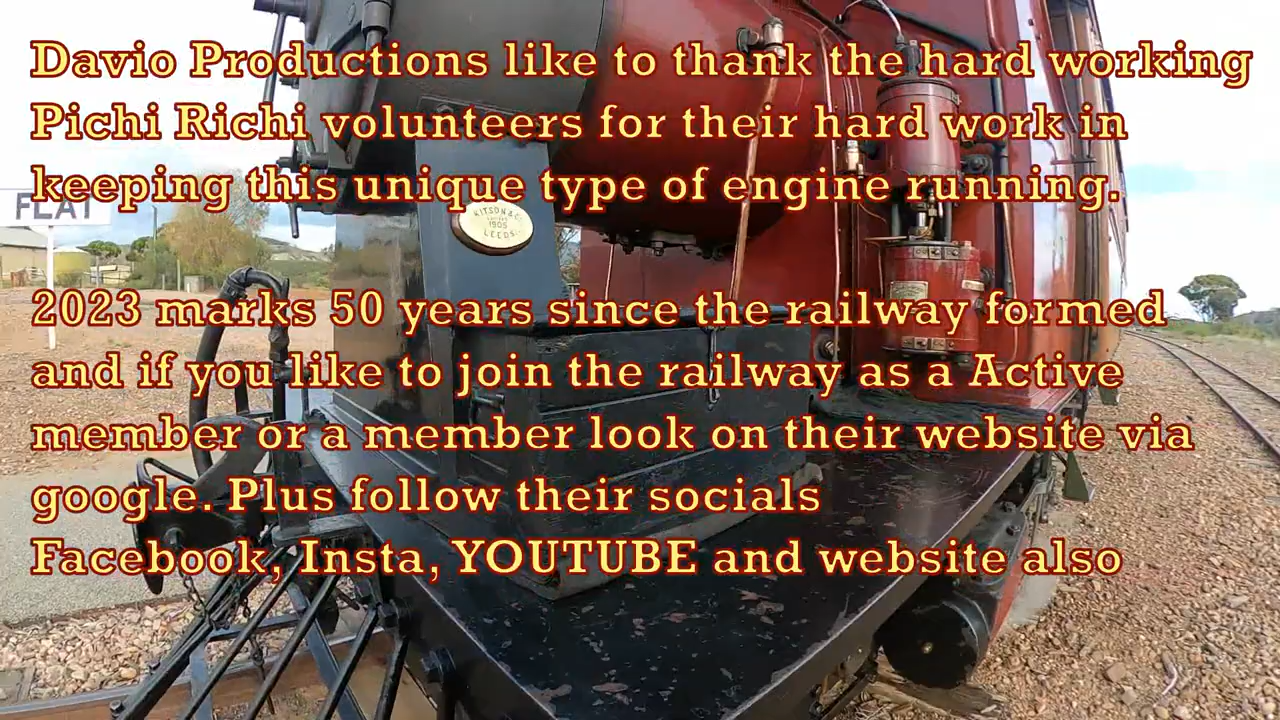 Davio Productions like to thank the hard working
Pichi Richi volunteers for their hard work in
keeping this unique type of engine running.
FLAT
KITSON & Co
LIMITED
1905
LEEDS.
2023 marks 50 years since the railway formed
and if you like to join the railway as a Active
member or a member look on their website via
google. Plus follow their socials
Facebook, Insta, YOUTUBE and website also